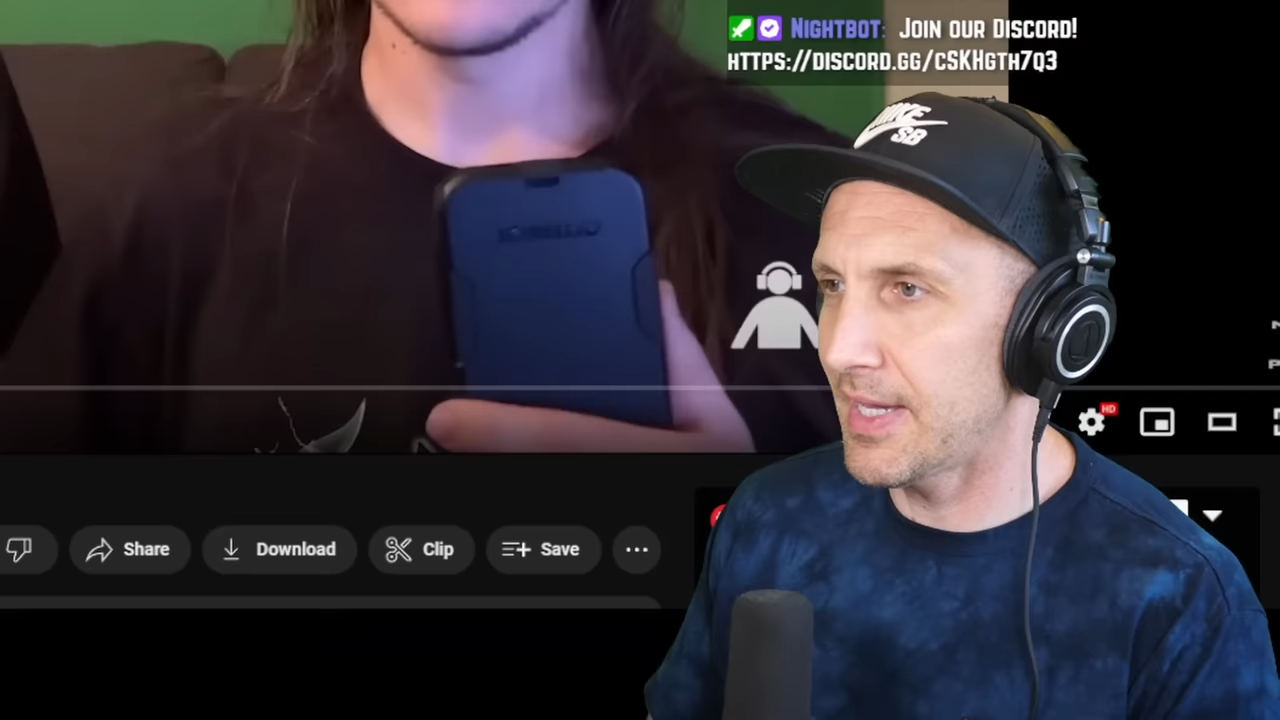 Nightbot: Join our Discord!
https://discord.gg/cSKHgth7q3
NIKE
SB
HD
Share
Download
Clip
Save